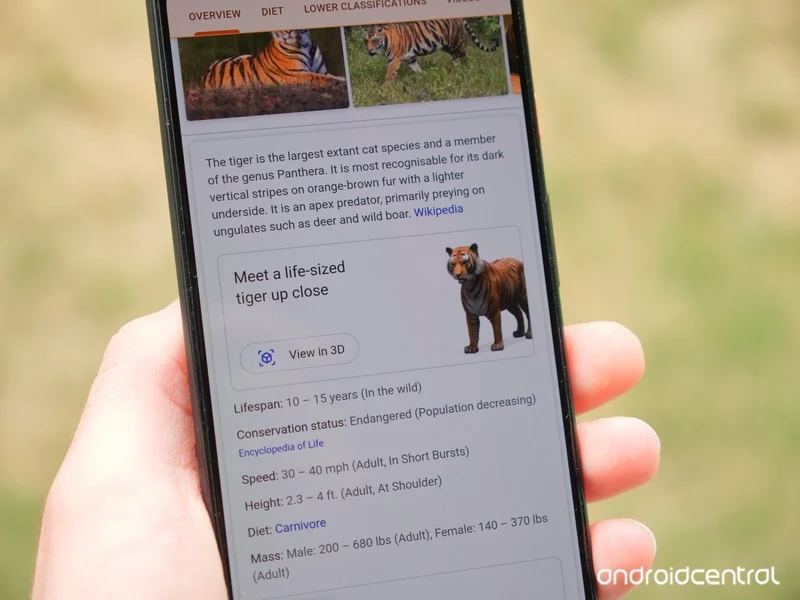 OVERVIEW DIET LOWER CLASSIFICATIONS
The tiger is the largest extant cat species and a member
of the genus Panthera. It is most recognisable for its dark
vertical stripes on orange-brown fur with a lighter
underside. It is an apex predator, primarily preying on
ungulates such as deer and wild boar. Wikipedia
Meet a life-sized
tiger up close
View in 3D
Lifespan: 10 – 15 years (In the wild)
Conservation status: Endangered (Population decreasing)
Encyclopedia of Life
Speed: 30 – 40 mph (Adult, In Short Bursts)
Height: 2.3 – 4 ft. (Adult, At Shoulder)
Diet: Carnivore
Mass: Male: 200 – 680 lbs (Adult), Female: 140 – 370 lbs
(Adult)
androidcentral